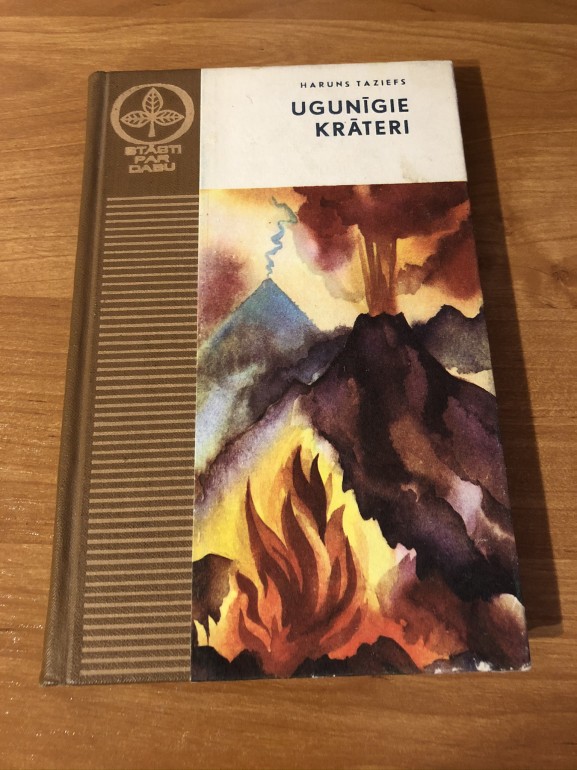 HARUNS TAZIEFS
UGUNĪGIE
KRĀTERI
STĀSTI
PAR
DABU